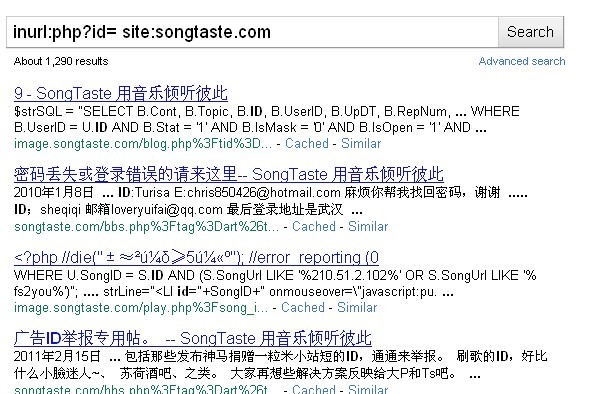 inurl:php?id= site:songtaste.com
Search
About 1,290 results
Advanced search
9 - SongTaste 用音乐倾听彼此
$strSQL = "SELECT B.Cont, B.Topic, B.ID, B.UserID, B.UpDT, B.RepNum, ... WHERE
B.UserID = U.ID AND B.Stat = '1' AND B.IsMask = '0' AND B.IsOpen = '1' AND ...
image.songtaste.com/blog.php%3Ftid%3D... - Cached - Similar
密码丢失或登录错误的请来这里-- SongTaste 用音乐倾听彼此
2010年1月8日 ... ID:Turisa E:chris850426@hotmail.com 麻烦你帮我找回密码，谢谢 .....
ID；sheqiqi 邮箱loveryuifai@qq.com 最后登录地址是武汉 ...
songtaste.com/bbs.php%3Ftag%3Dart%26t... - Cached - Similar
<?php //die("±≈²ú¼δ⩾5ú¼«º"); //error_reporting (0
WHERE U.SongID = S.ID AND (S.SongUrl LIKE '%210.51.2.102%' OR S.SongUrl LIKE '%
fs2you%')"; .... strLine="<LI id="+SongID+" onmouseover=\"javascript:pu. ...
image.songtaste.com/play.php%3Fsong_i... - Cached - Similar
广告ID举报专用帖。 -- SongTaste 用音乐倾听彼此
2011年2月15日 ... 包括那些发布神马捐赠一粒米小站短的ID，通通来举报。 刷歌的ID，好比
什么小臉迷人~、 苏荷酒吧、之类。 大家再想些解决方案反映给大P和Ts吧。 ...
songtaste.com/bbs.php%3Ftag%3Dart%26t... - Cached - Similar